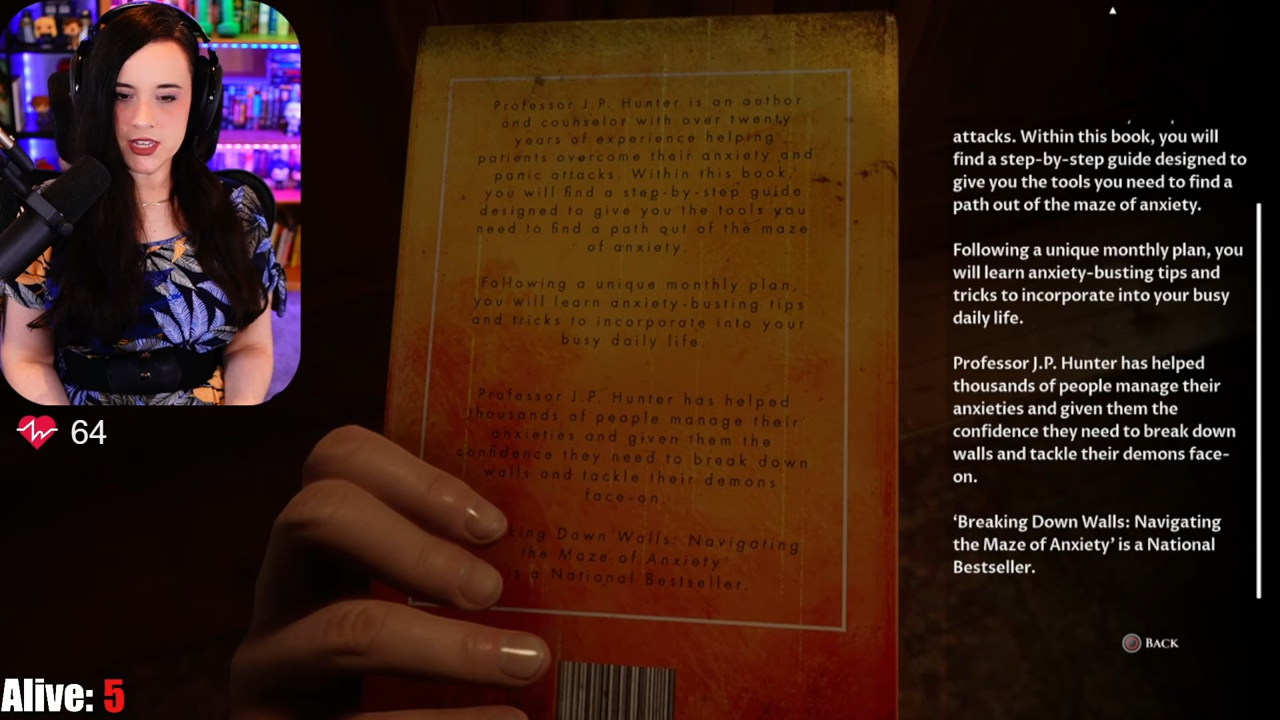 Professor J.P. Hunter is an author
and counselor with over twenty
years of experience helping
patients overcome their anxiety and
panic attacks. Within this book,
you will find a step-by-step guide
designed to give you the tools you
need to find a path out of the maze
of anxiety.
Following a unique monthly plan,
you will learn anxiety-busting tips
and tricks to incorporate into your
busy daily life.
Professor J.P. Hunter has helped
thousands of people manage their
anxieties and given them the
confidence they need to break down
walls and tackle their demons
face-on.
king Down Walls: Navigating
the Maze of Anxiety'
is a National Bestseller.
attacks. Within this book, you will
find a step-by-step guide designed to
give you the tools you need to find a
path out of the maze of anxiety.
Following a unique monthly plan, you
will learn anxiety-busting tips and
tricks to incorporate into your busy
daily life.
Professor J.P. Hunter has helped
thousands of people manage their
anxieties and given them the
confidence they need to break down
walls and tackle their demons face-
on.
‘Breaking Down Walls: Navigating
the Maze of Anxiety’ is a National
Bestseller.
BACK
64
Alive: 5